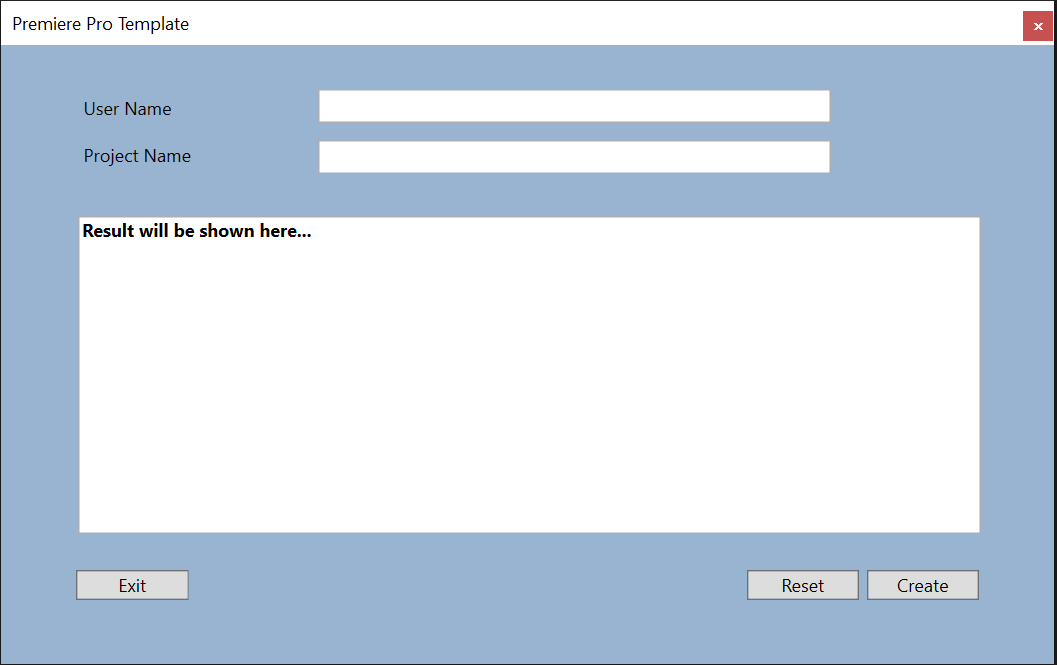 Premiere Pro Template
User Name
Project Name
Result will be shown here...
Exit
Reset
Create